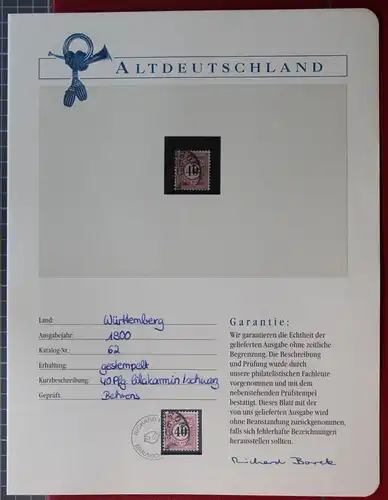 ALTDEUTSCHLAND
40
Land: Württemberg
Ausgabejahr: 1900
Katalog-Nr.: 62
Erhaltung: gestempelt
Kurzbeschreibung: 40 Pfg. lilakarmin/schwarz
Geprüft: Behrens
40
RICHARD
Garantie:
Wir garantieren die Echtheit der
gelieferten Ausgabe ohne zeitliche
Begrenzung. Die Beschreibung
und Prüfung wurde durch
unsere philatelistischen Fachleute
vorgenommen und mit dem
nebenstehenden Prüfstempel
bestätigt. Dieses Blatt mit der
von uns gelieferten Ausgabe wird
ohne Beanstandung zurückgenommen,
falls sich fehlerhafte Bezeichnungen
herausstellen sollten.
Richard Borek